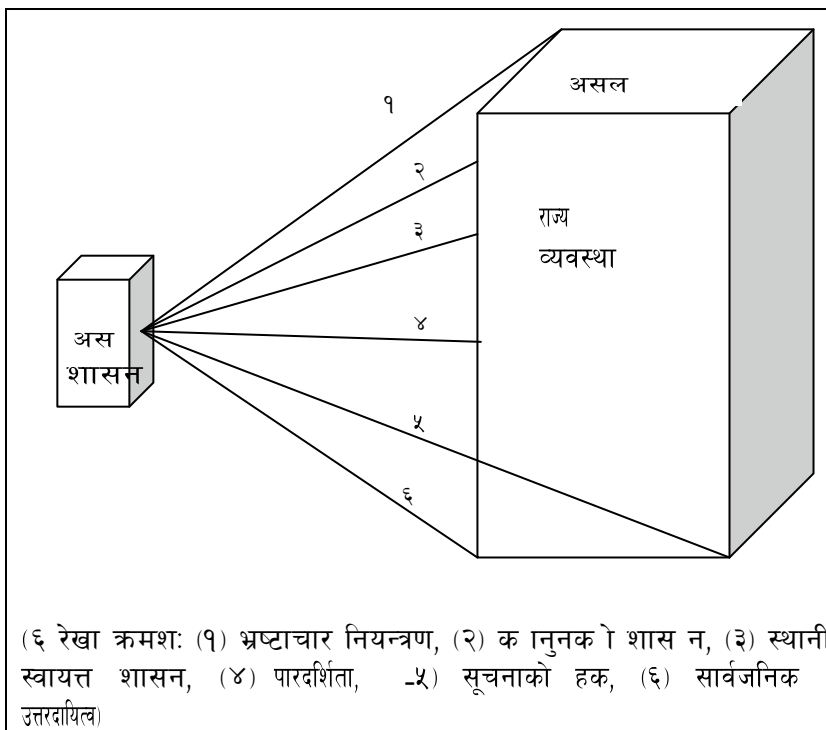 असल
१
२
राज्य
३
व्यवस्था
४
अस
शासन
५
६
(६ रेखा क्रमशः (१) भ्रष्टाचार नियन्त्रण, (२) क ानुनक ो शास न, (३) स्थानी
स्वायत्त शासन, (४) पारदर्शिता, -५) सूचनाको हक, (६) सार्वजनिक
उत्तरदायित्व)